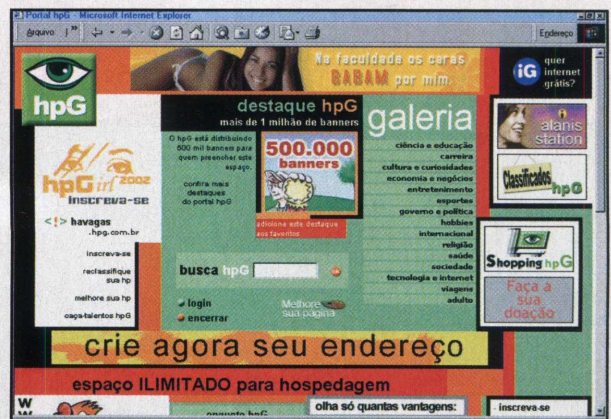 Portal hpG - Microsoft Internet Explorer
Arquivo
Endereço
Na faculdade os caras
BABAM por mim.
iG
quer
internet
grátis?
hpG
destaque hpG
mais de 1 milhão de banners
O hpG está distribuindo
500 mil banners para
quem preencher este
espaço.
confira mais
destaques
do portal hpG
500.000
banners
adicione este destaque
aos favoritos
galeria
ciência e educação
carreira
cultura e curiosidades
economia e negócios
entretenimento
esportes
governo e política
hobbies
internacional
religião
saúde
sociedade
tecnologia e internet
viagens
adulto
alanis
station
Classificados
hpG
Shopping hpG
Faça a
sua
doação
hpG irf 2002
INSCREVA-SE
<!> havagas
.hpg.com.br
inscreva-se
reclassifique
sua hp
melhore sua hp
caça-talentos hpG
busca hpG
login
encerrar
Melhore
sua página
crie agora seu endereço
espaço ILIMITADO para hospedagem
olha só quantas vantagens:
- inscreva-se